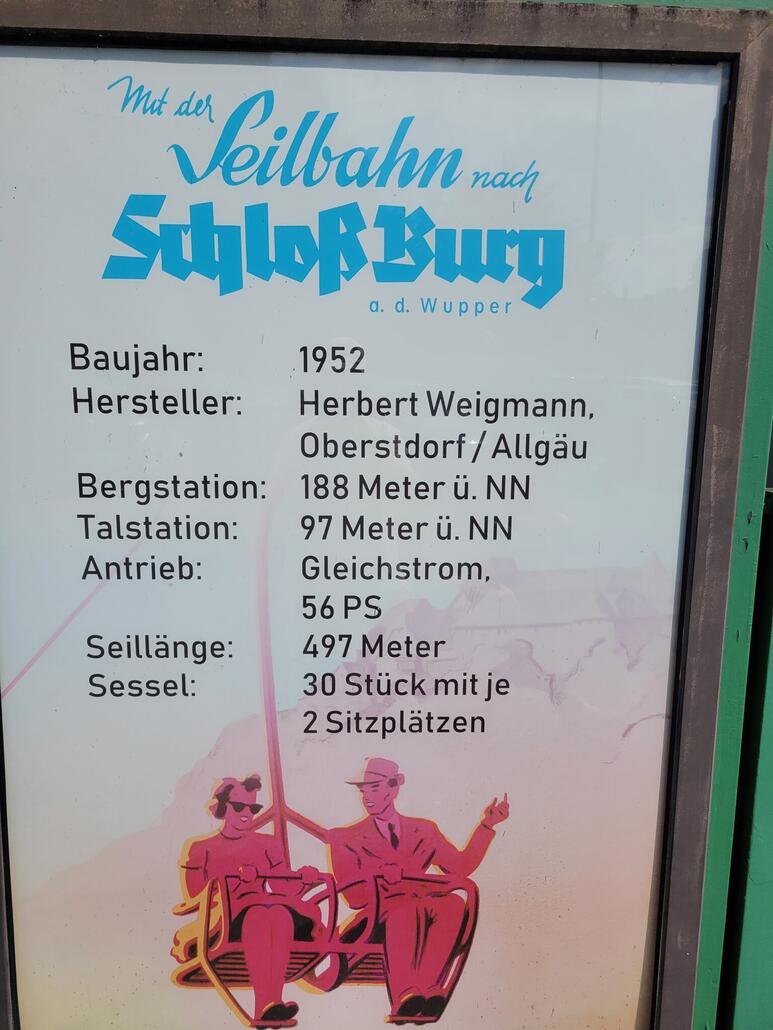 Mit der
Seilbahn nach
Schloß Burg
a. d. Wupper
Baujahr: 1952
Hersteller: Herbert Weigmann,
Oberstdorf / Allgäu
Bergstation: 188 Meter ü. NN
Talstation: 97 Meter ü. NN
Antrieb: Gleichstrom,
56 PS
Seillänge: 497 Meter
Sessel: 30 Stück mit je
2 Sitzplätzen